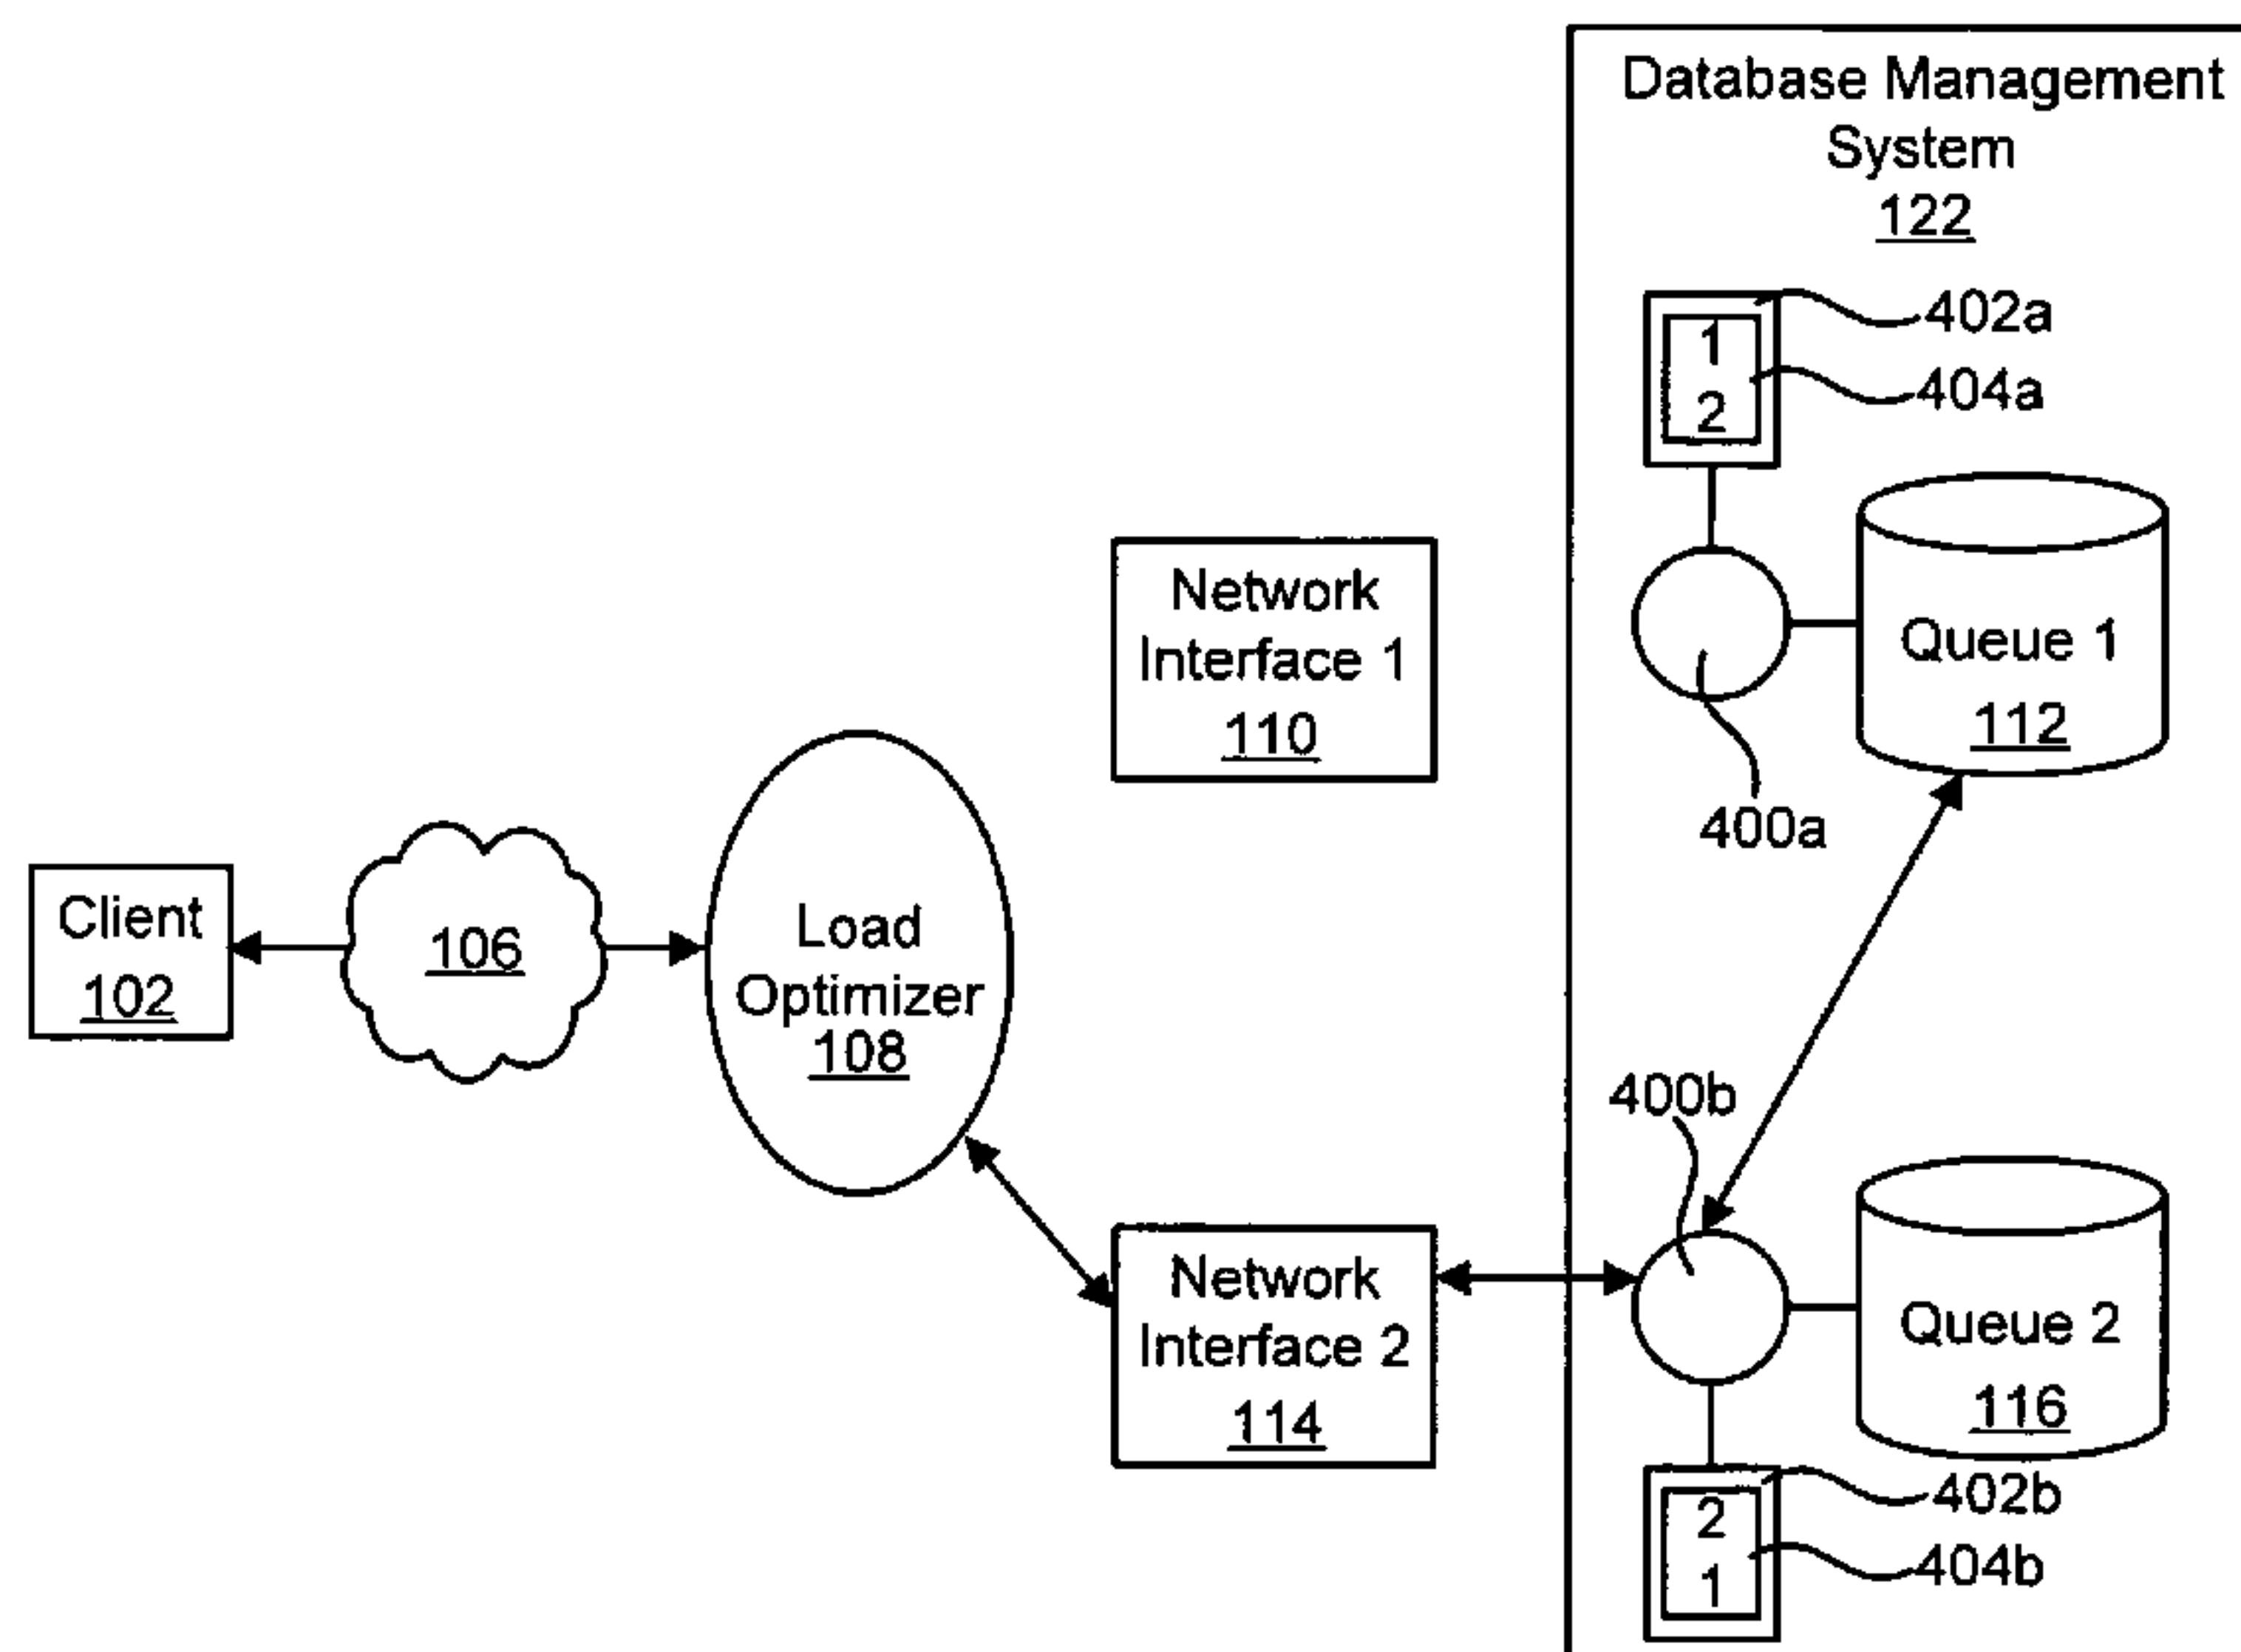 Database Management
System
122
402a
1
404a
2
Network
Interface 1
110
Queue 1
112
400a
Client
102
106
Load
Optimizer
108
400b
Network
Interface 2
114
Queue 2
116
402b
2
404b
1